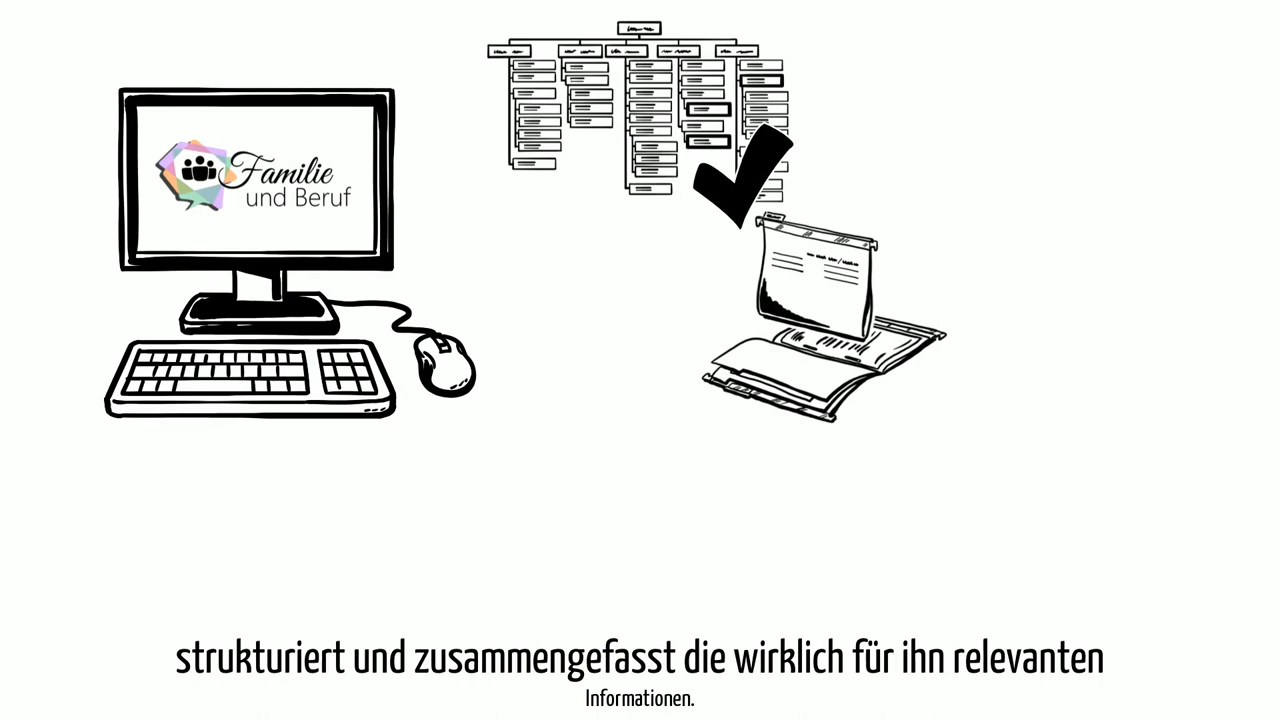 Familie
und Beruf
strukturiert und zusammengefasst die wirklich für ihn relevanten
Informationen.